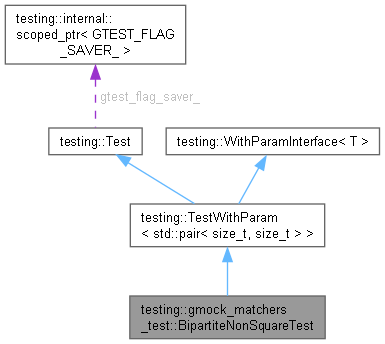 testing::internal::
scoped_ptr< GTEST_FLAG
_SAVER_ >
gtest_flag_saver_
testing::Test
testing::WithParamInterface< T >
testing::TestWithParam
< std::pair< size_t, size_t > >
testing::gmock_matchers
_test::BipartiteNonSquareTest